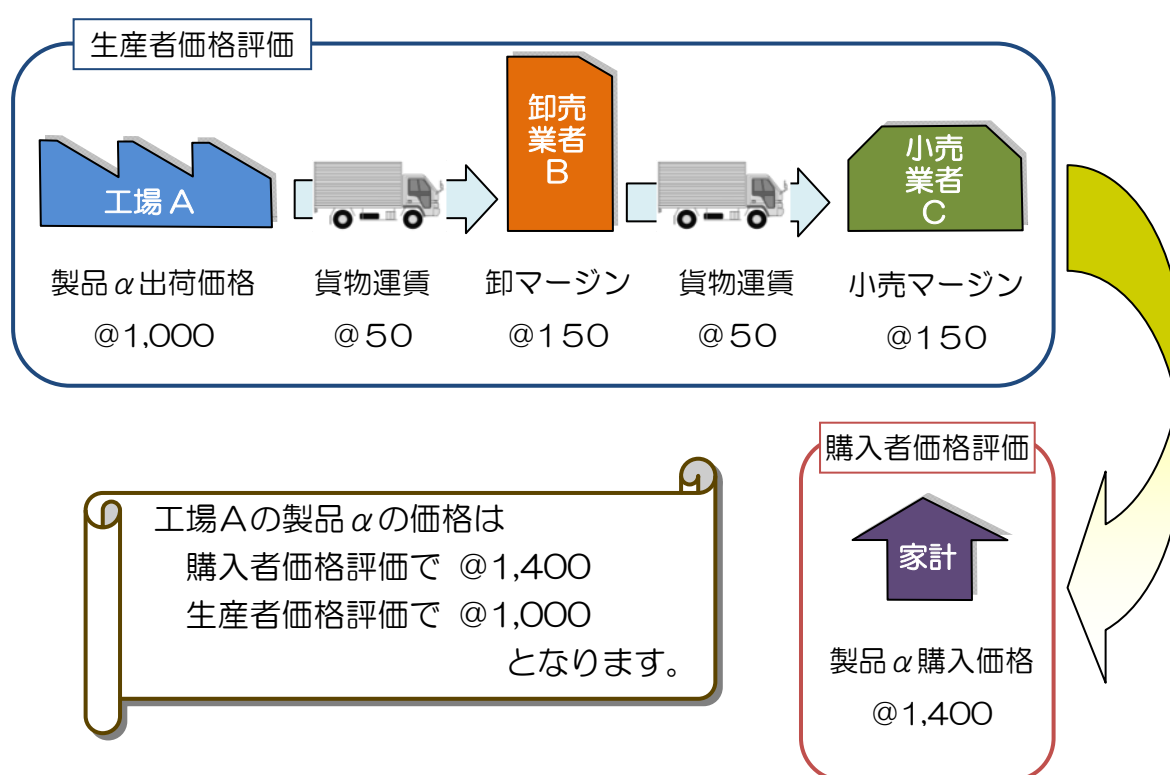 生産者価格評価
工場A
卸売
業者
B
小売
業者
C
製品α出荷価格
@1,000
貨物運賃
@50
卸マージン
@150
貨物運賃
@50
小売マージン
@150
購入者価格評価
家計
製品α購入価格
@1,400
工場Aの製品αの価格は
購入者価格評価で @1,400
生産者価格評価で @1,000
となります。